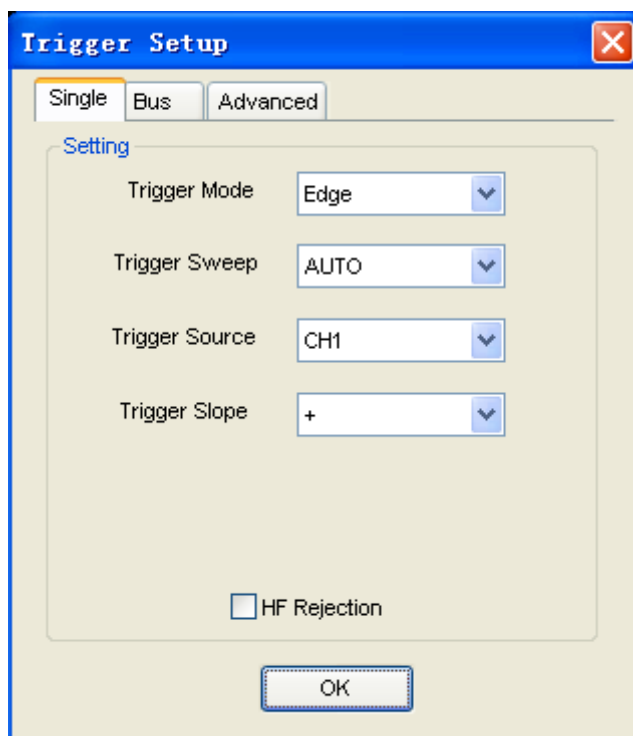 Trigger Setup
Single Bus Advanced
Setting
Trigger Mode Edge
Trigger Sweep AUTO
Trigger Source CH1
Trigger Slope +
HF Rejection
OK